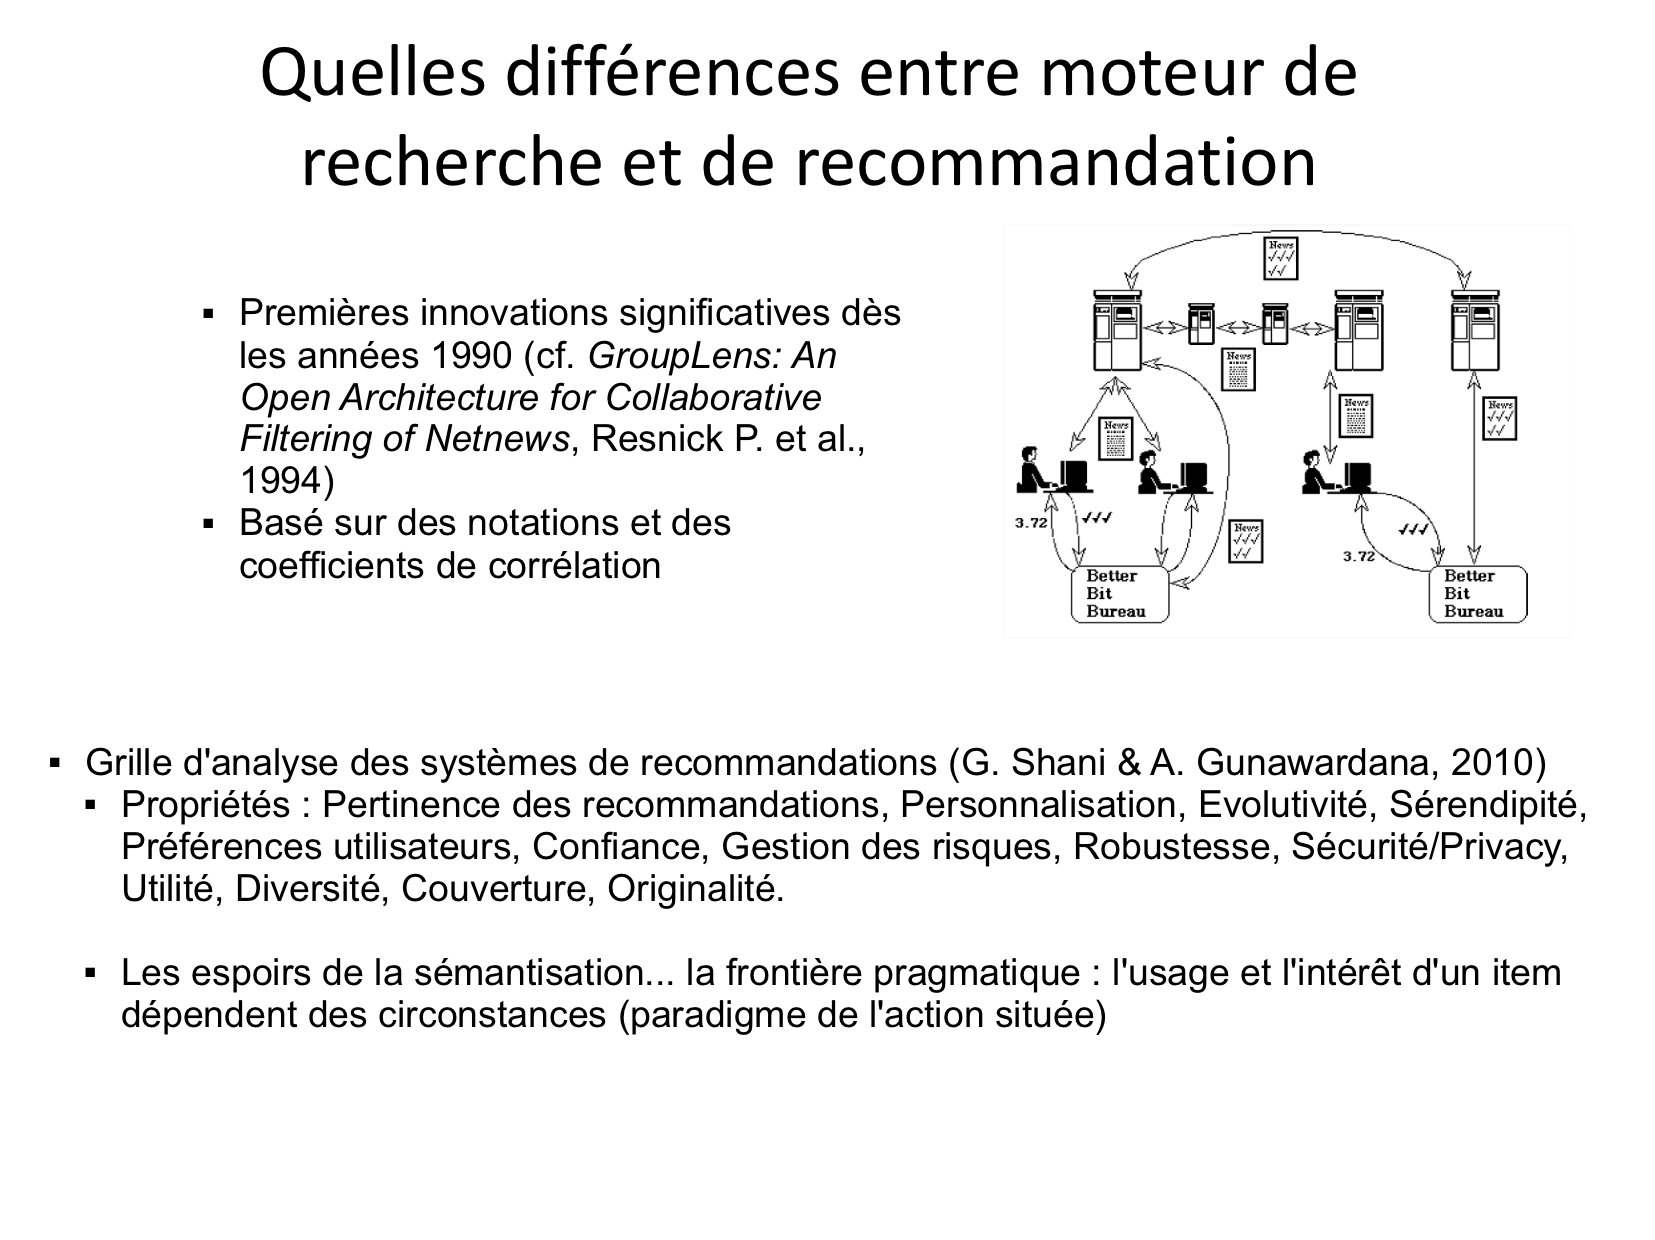 Quelles différences entre moteur de
recherche et de recommandation
▪ Premières innovations significatives dès
les années 1990 (cf. GroupLens: An
Open Architecture for Collaborative
Filtering of Netnews, Resnick P. et al.,
1994)
▪ Basé sur des notations et des
coefficients de corrélation
News
News
News
News
News
News
3.72
News
3.72
Better
Bit
Bureau
Better
Bit
Bureau
▪ Grille d'analyse des systèmes de recommandations (G. Shani & A. Gunawardana, 2010)
▪ Propriétés : Pertinence des recommandations, Personnalisation, Evolutivité, Sérendipité,
Préférences utilisateurs, Confiance, Gestion des risques, Robustesse, Sécurité/Privacy,
Utilité, Diversité, Couverture, Originalité.
▪ Les espoirs de la sémantisation... la frontière pragmatique : l'usage et l'intérêt d'un item
dépendent des circonstances (paradigme de l'action située)